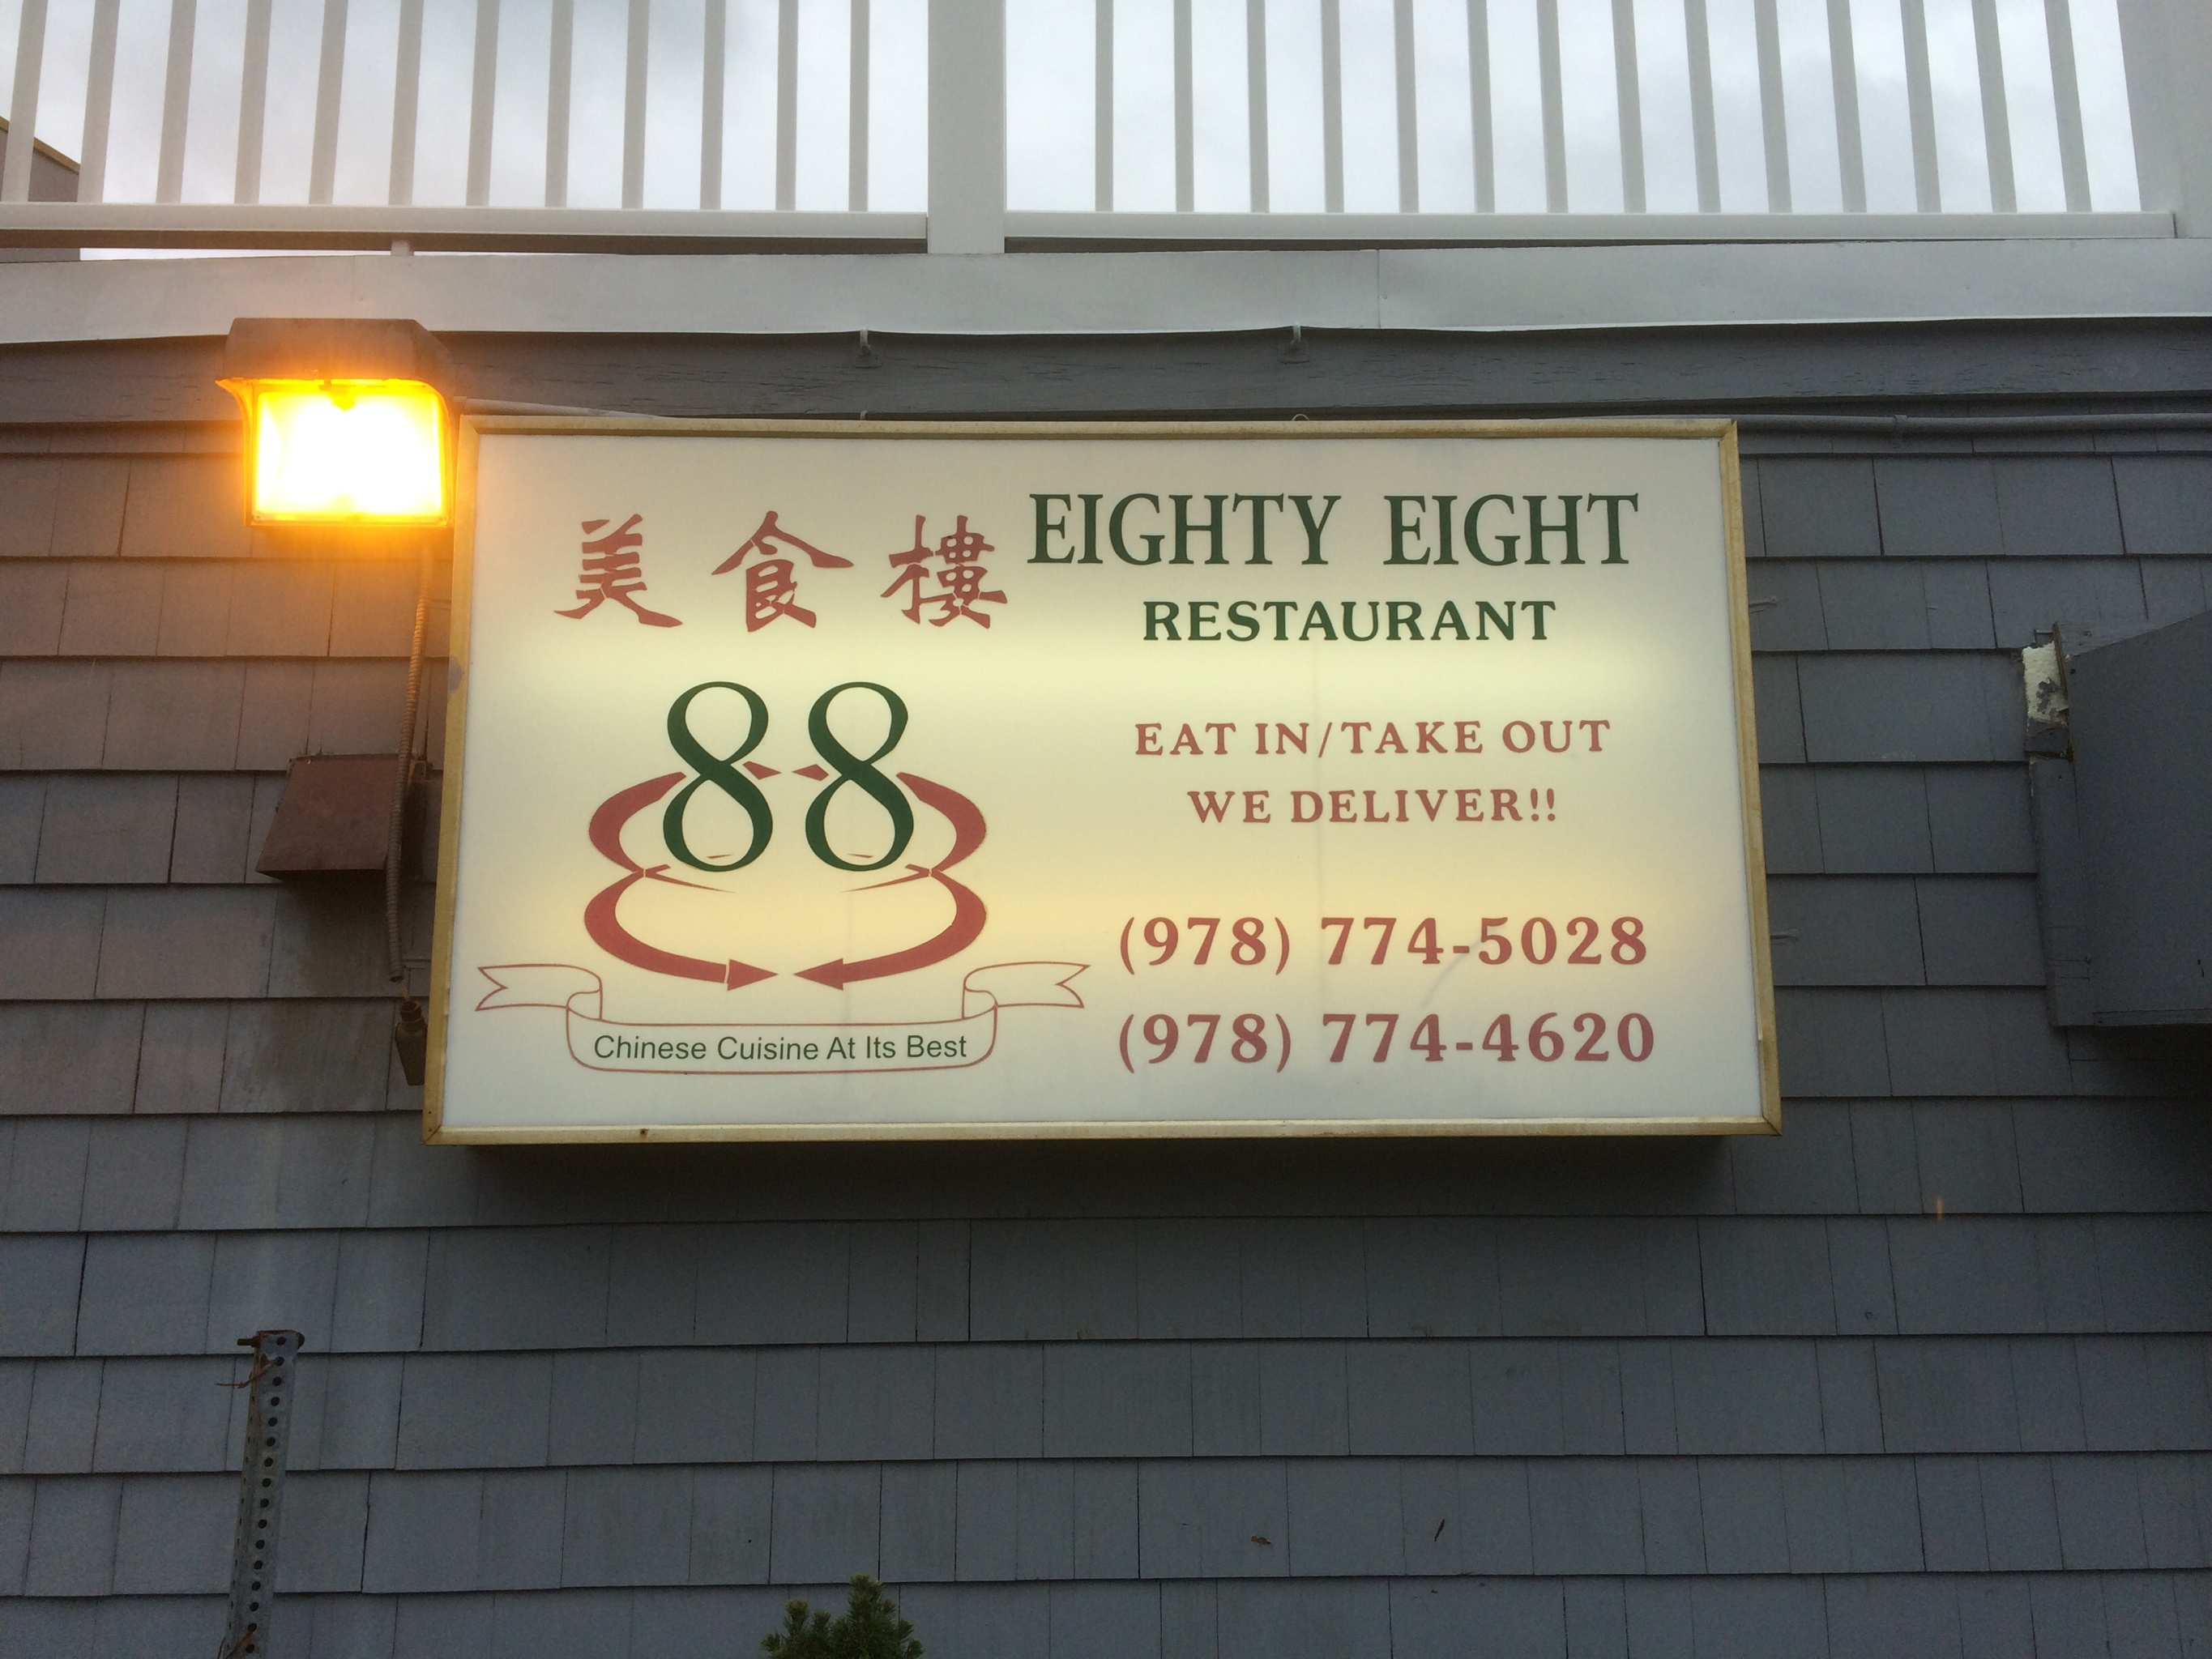 美食樓
EIGHTY EIGHT
RESTAURANT
88
Chinese Cuisine At Its Best
EAT IN/TAKE OUT
WE DELIVER!!
(978) 774-5028
(978) 774-4620